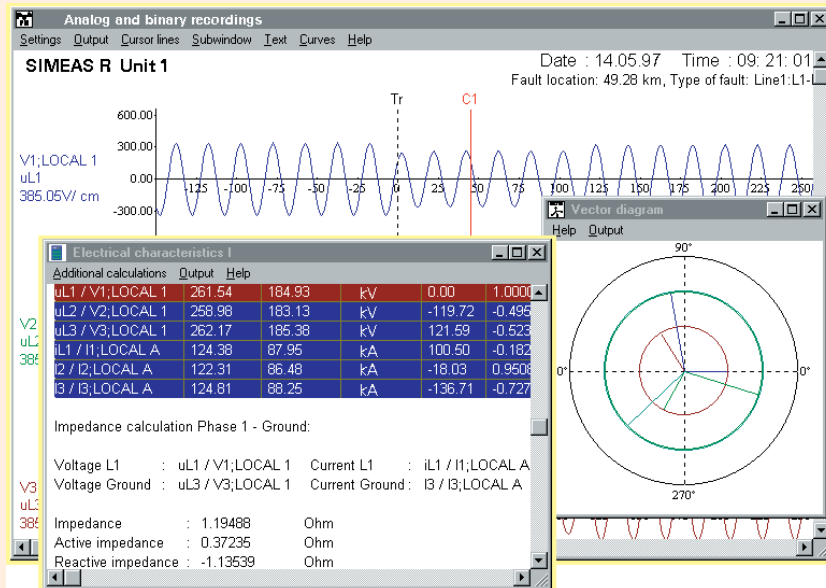 Analog and binary recordings
Settings Output Cursor lines Subwindow Text Curves Help
SIMEAS R Unit 1
Date : 14.05.97 Time : 09: 21: 01
Fault location: 49.28 km, Type of fault: Line1:L1-L
Tr
C1
600.00
300.00
0.00
-300.00
V1;LOCAL 1
uL1
385.05V/ cm
-125 -100 -75 -50 -25 0 25 50 75 100 125 150 175 200 225 250
V2
uL2
385
V3
uL3
385
Electrical characteristics I
Additional calculations Output Help
uL1 / V1;LOCAL 1 261.54 184.93 kV 0.00 1.0000
uL2 / V2;LOCAL 1 258.98 183.13 kV -119.72 -0.495
uL3 / V3;LOCAL 1 262.17 185.38 kV 121.59 -0.523
iL1 / I1;LOCAL A 124.38 87.95 kA 100.50 -0.182
I2 / I2;LOCAL A 122.31 86.48 kA -18.03 0.9508
I3 / I3;LOCAL A 124.81 88.25 kA -136.71 -0.727
Impedance calculation Phase 1 - Ground:
Voltage L1 : uL1 / V1;LOCAL 1 Current L1 : iL1 / I1;LOCAL A
Voltage Ground : uL3 / V3;LOCAL 1 Current Ground : I3 / I3;LOCAL A
Impedance : 1.19488 Ohm
Active impedance : 0.37235 Ohm
Reactive impedance : -1.13539 Ohm
Vector diagram
Help Output
90°
0°
0°
270°